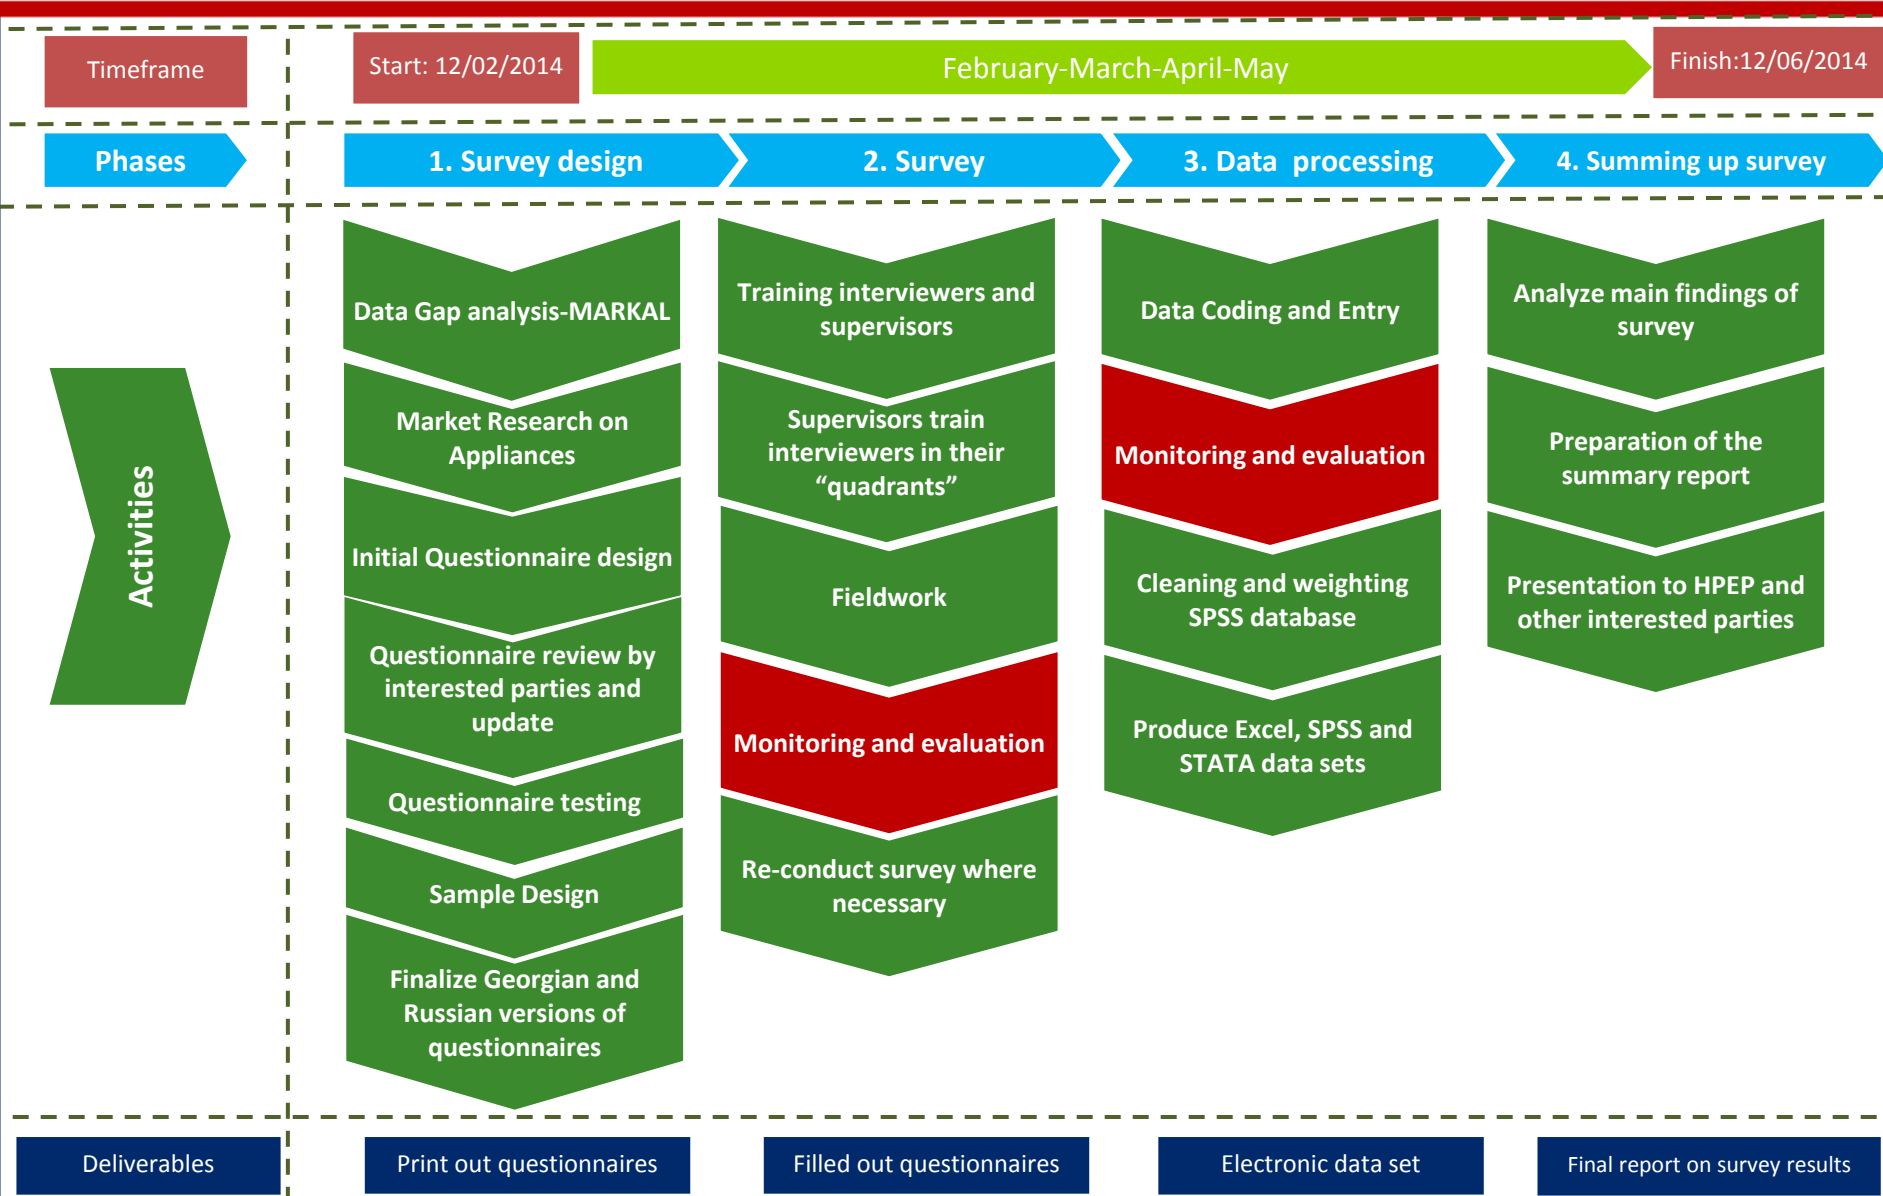 Timeframe
Start: 12/02/2014
February-March-April-May
Finish:12/06/2014
Phases
1. Survey design
2. Survey
3. Data processing
4. Summing up survey
Activities
Data Gap analysis-MARKAL
Market Research on
Appliances
Initial Questionnaire design
Questionnaire review by
interested parties and
update
Questionnaire testing
Sample Design
Finalize Georgian and
Russian versions of
questionnaires
Training interviewers and
supervisors
Supervisors train
interviewers in their
“quadrants”
Fieldwork
Monitoring and evaluation
Re-conduct survey where
necessary
Data Coding and Entry
Monitoring and evaluation
Cleaning and weighting
SPSS database
Produce Excel, SPSS and
STATA data sets
Analyze main findings of
survey
Preparation of the
summary report
Presentation to HPEP and
other interested parties
Deliverables
Print out questionnaires
Filled out questionnaires
Electronic data set
Final report on survey results